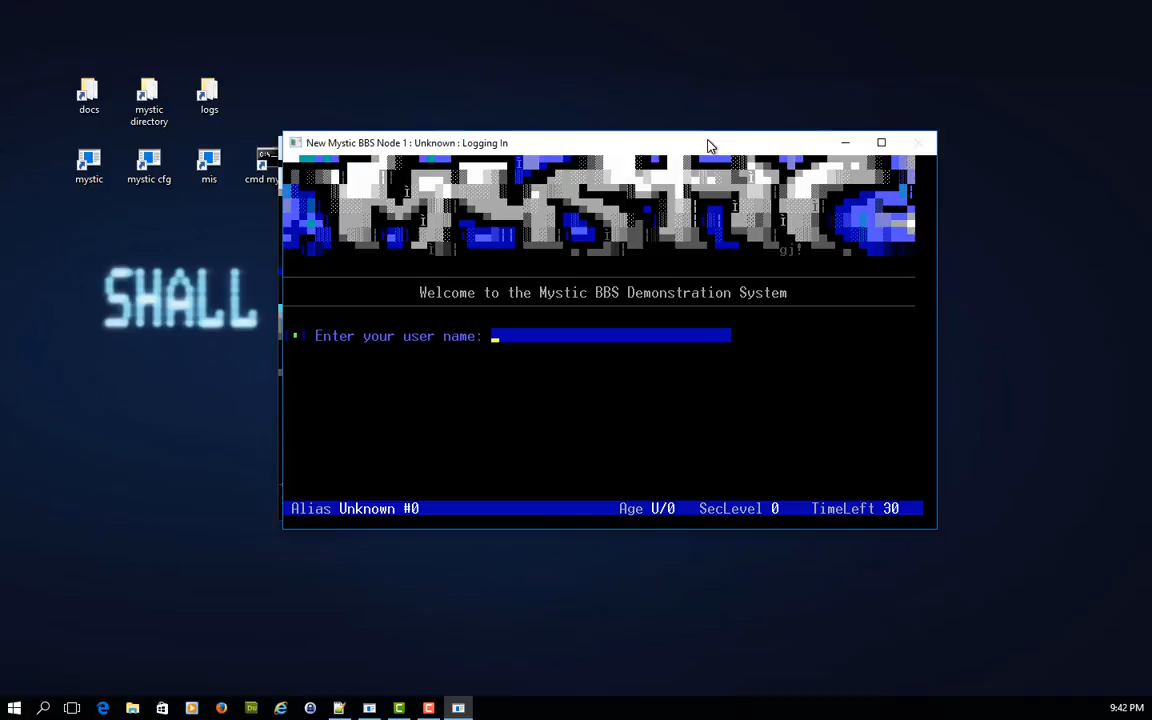 docs
mystic directory
logs
mystic
mystic cfg
mis
cmd my
SHALL
New Mystic BBS Node 1 : Unknown : Logging In
MYSTIC
gj!
Welcome to the Mystic BBS Demonstration System
Enter your user name:
Alias Unknown #0 Age U/0 SecLevel 0 TimeLeft 30
9:42 PM